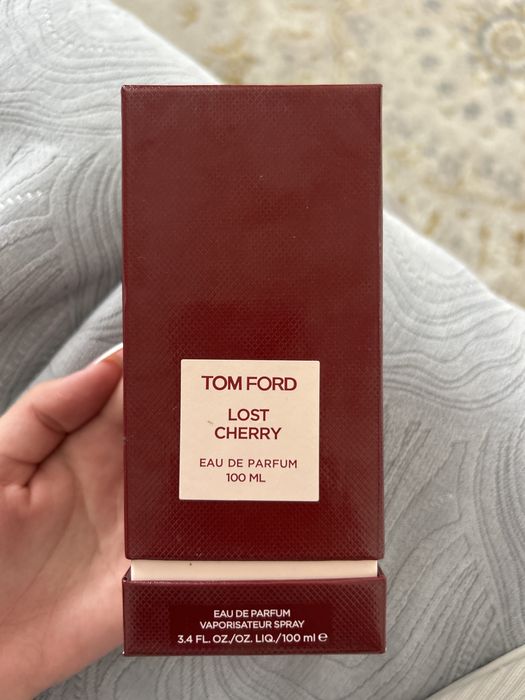 TOM FORD
LOST
CHERRY
EAU DE PARFUM
100 ML
EAU DE PARFUM
VAPORISATEUR SPRAY
3.4 FL. OZ./OZ. LIQ./100 ml ℮